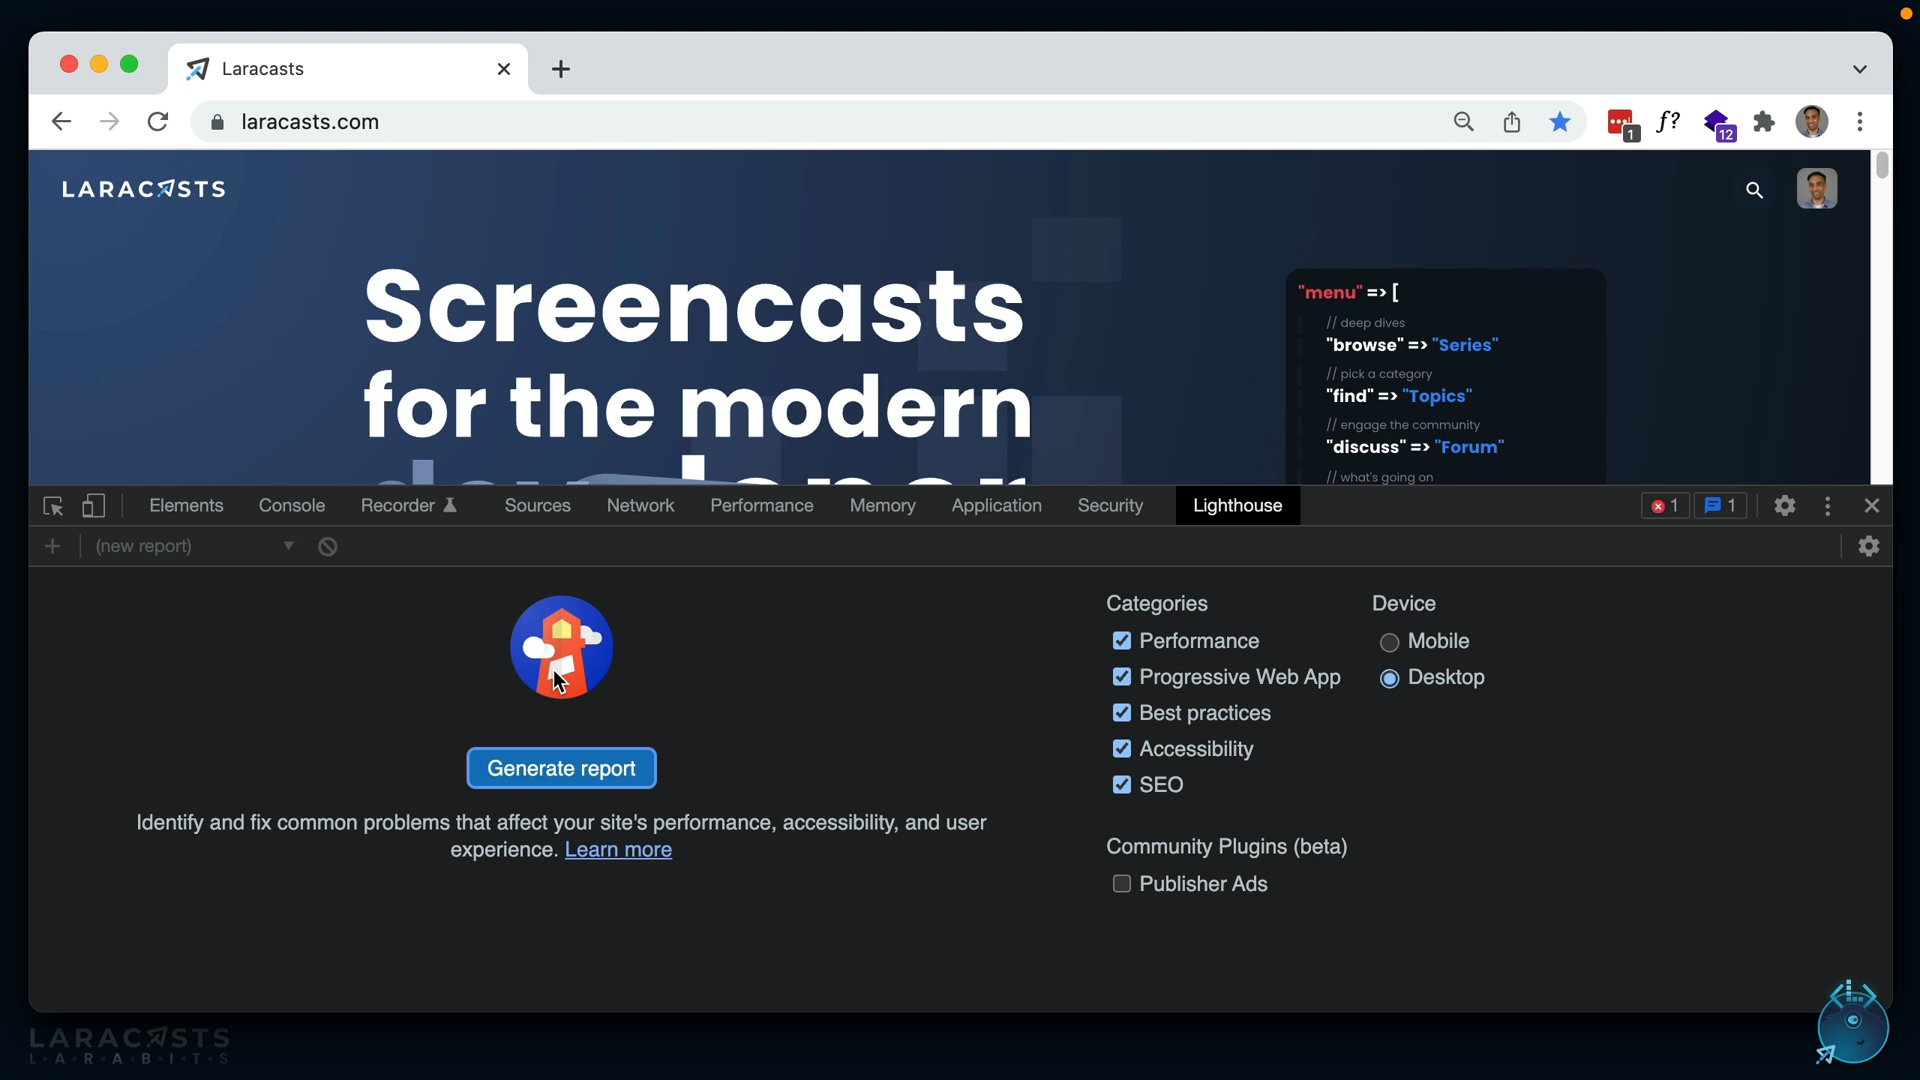 Laracasts
laracasts.com
1
f?
12
LARACASTS
Screencasts
for the modern
"menu" => [
// deep dives
"browse" => "Series"
// pick a category
"find" => "Topics"
// engage the community
"discuss" => "Forum"
// what's going on
Elements Console Recorder Sources Network Performance Memory Application Security Lighthouse 1 1
(new report)
Categories Device
Performance Mobile
Progressive Web App Desktop
Best practices
Accessibility
SEO
Generate report
Identify and fix common problems that affect your site's performance, accessibility, and user
experience. Learn more
Community Plugins (beta)
Publisher Ads
LARACASTS
L·A·R·A·B·I·T·S